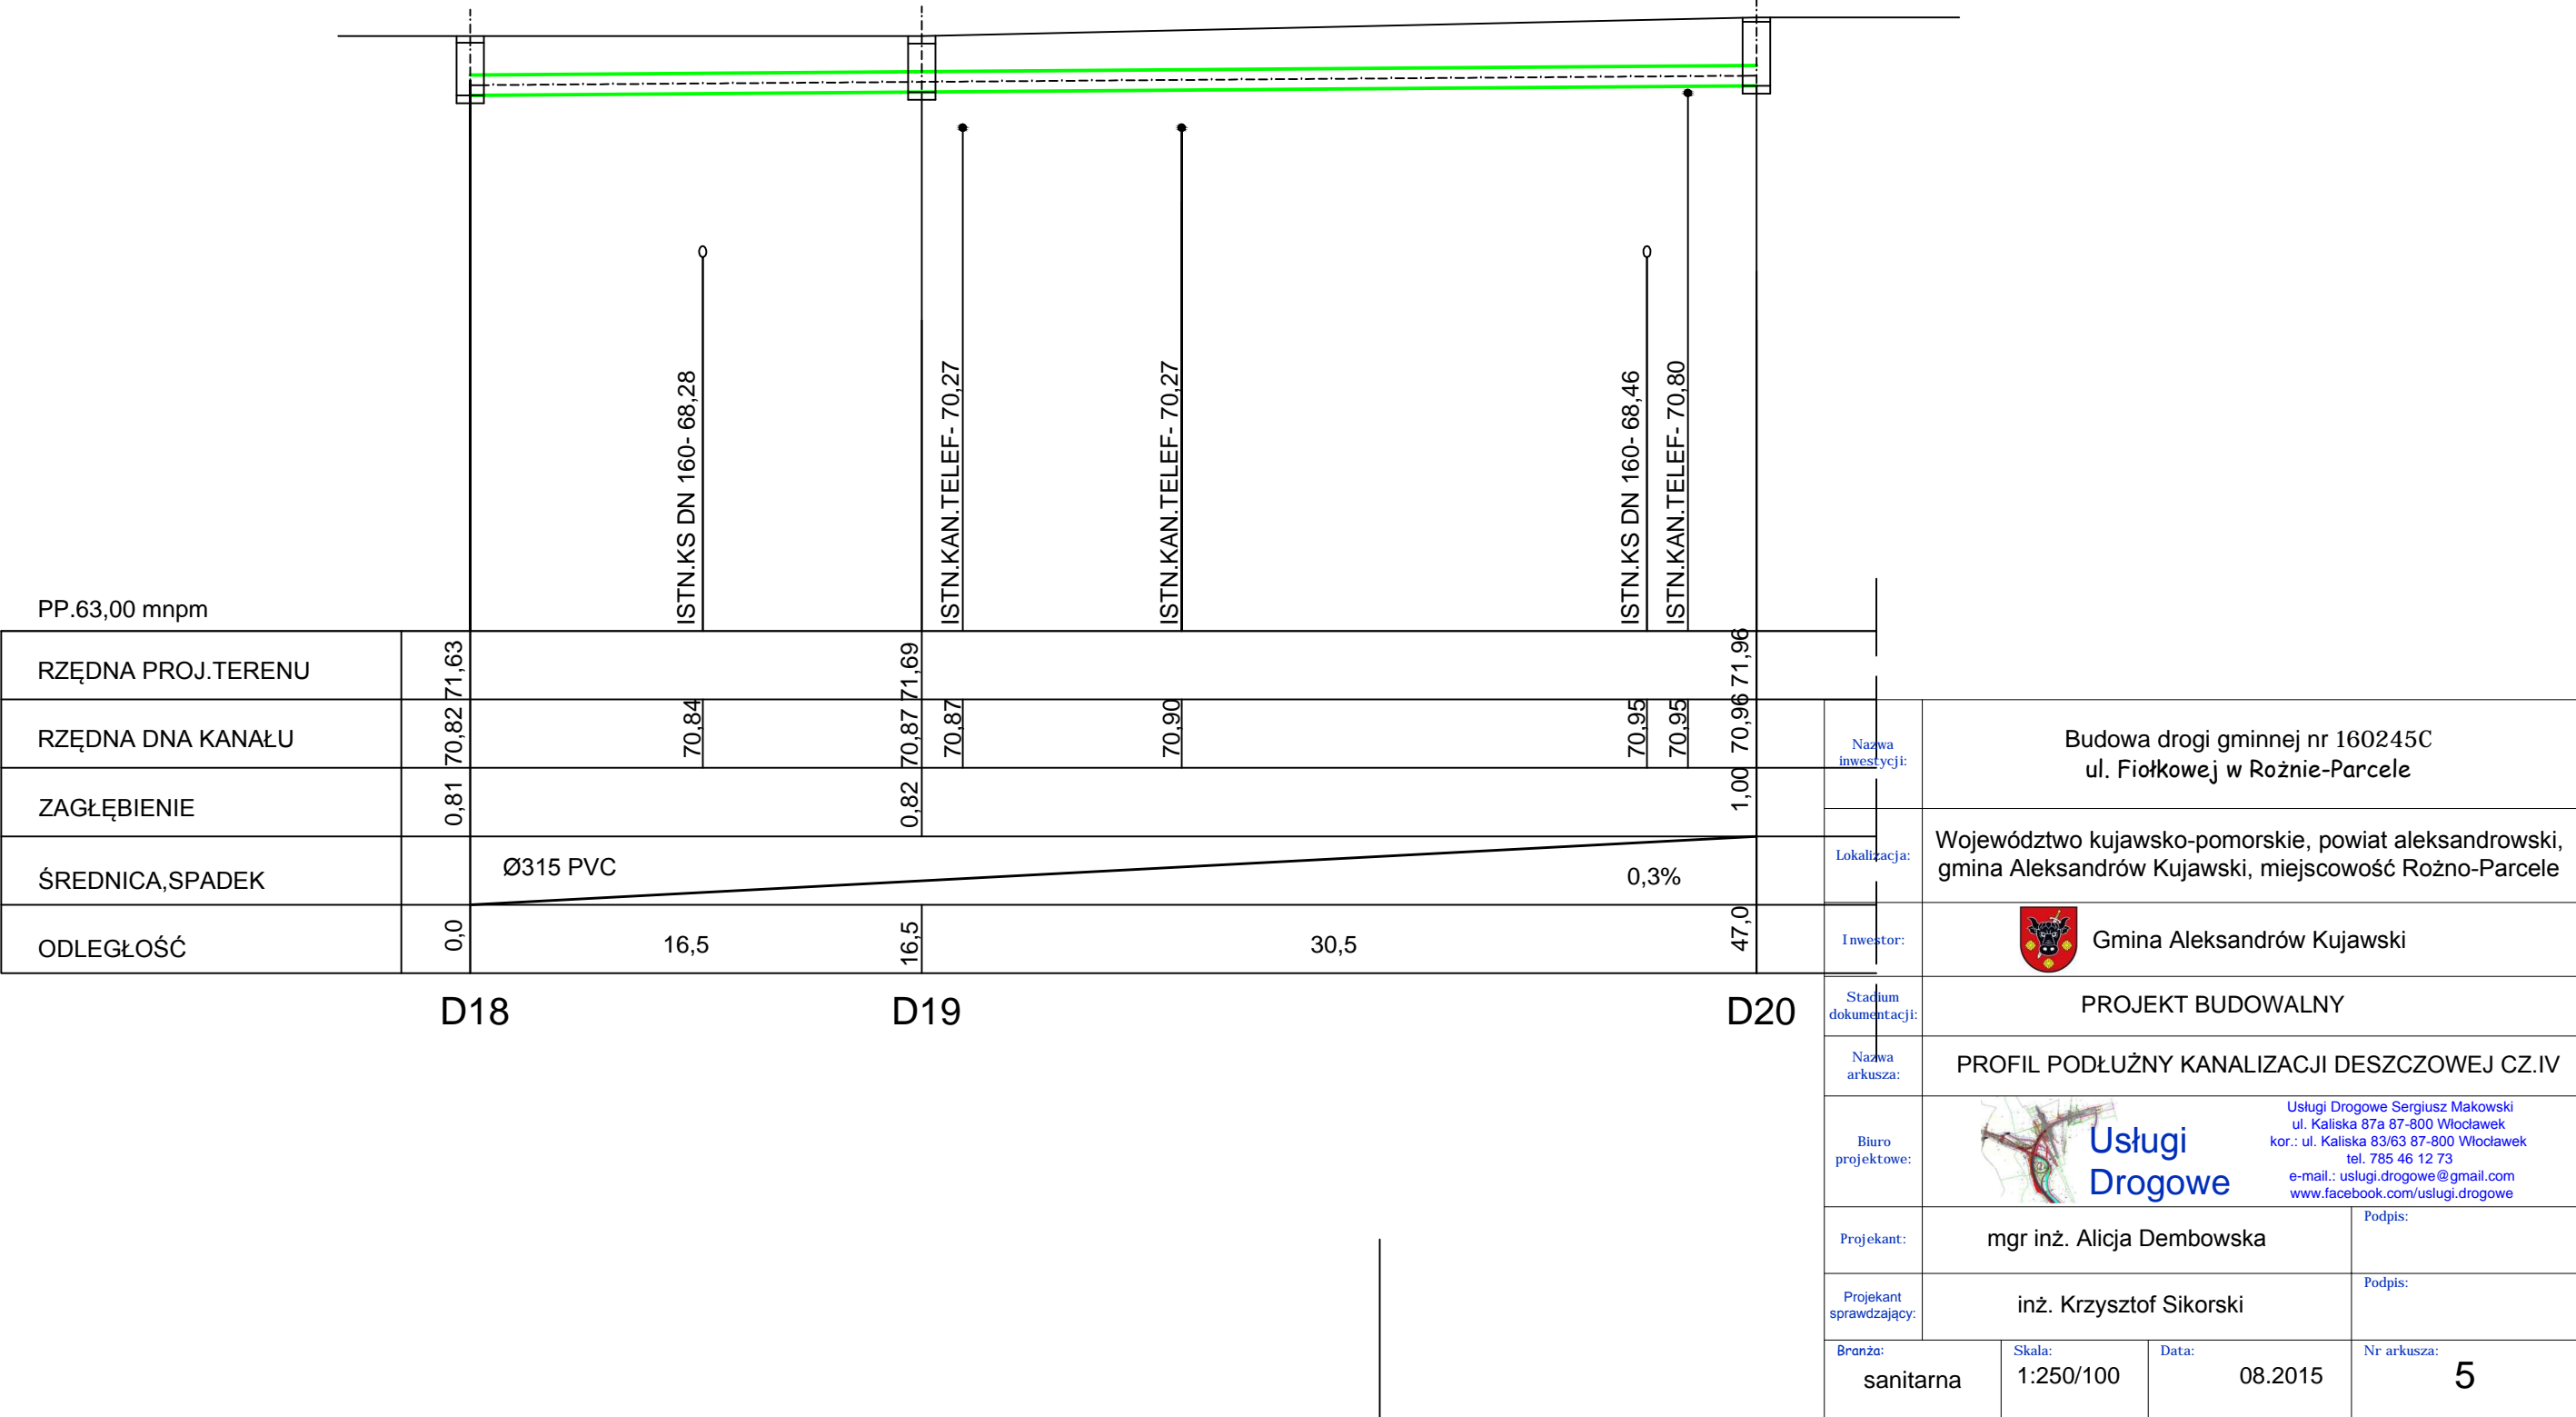 ISTN.KS DN 160- 68,28
ISTN.KAN.TELEF- 70,27
ISTN.KAN.TELEF- 70,27
ISTN.KS DN 160- 68,46
ISTN.KAN.TELEF- 70,80
PP.63,00 mnpm
RZĘDNA PROJ.TERENU
71,63
71,69
71,96
RZĘDNA DNA KANAŁU
70,82
70,84
70,87
70,87
70,90
70,95
70,95
70,96
ZAGŁĘBIENIE
0,81
0,82
1,00
ŚREDNICA,SPADEK
Ø315 PVC
0,3%
ODLEGŁOŚĆ
0,0
16,5
16,5
30,5
47,0
D18
D19
D20
Nazwa
inwestycji:
Budowa drogi gminnej nr 160245C
ul. Fiołkowej w Rożnie-Parcele
Lokalizacja:
Województwo kujawsko-pomorskie, powiat aleksandrowski,
gmina Aleksandrów Kujawski, miejscowość Rożno-Parcele
Inwestor:
Gmina Aleksandrów Kujawski
Stadium
dokumentacji:
PROJEKT BUDOWALNY
Nazwa
arkusza:
PROFIL PODŁUŻNY KANALIZACJI DESZCZOWEJ CZ.IV
Biuro
projektowe:
Usługi
Drogowe
Usługi Drogowe Sergiusz Makowski
ul. Kaliska 87a 87-800 Włocławek
kor.: ul. Kaliska 83/63 87-800 Włocławek
tel. 785 46 12 73
e-mail.: uslugi.drogowe@gmail.com
www.facebook.com/uslugi.drogowe
Projekant:
mgr inż. Alicja Dembowska
Podpis:
Projekant
sprawdzający:
inż. Krzysztof Sikorski
Podpis:
Branża:
sanitarna
Skala:
1:250/100
Data:
08.2015
Nr arkusza:
5